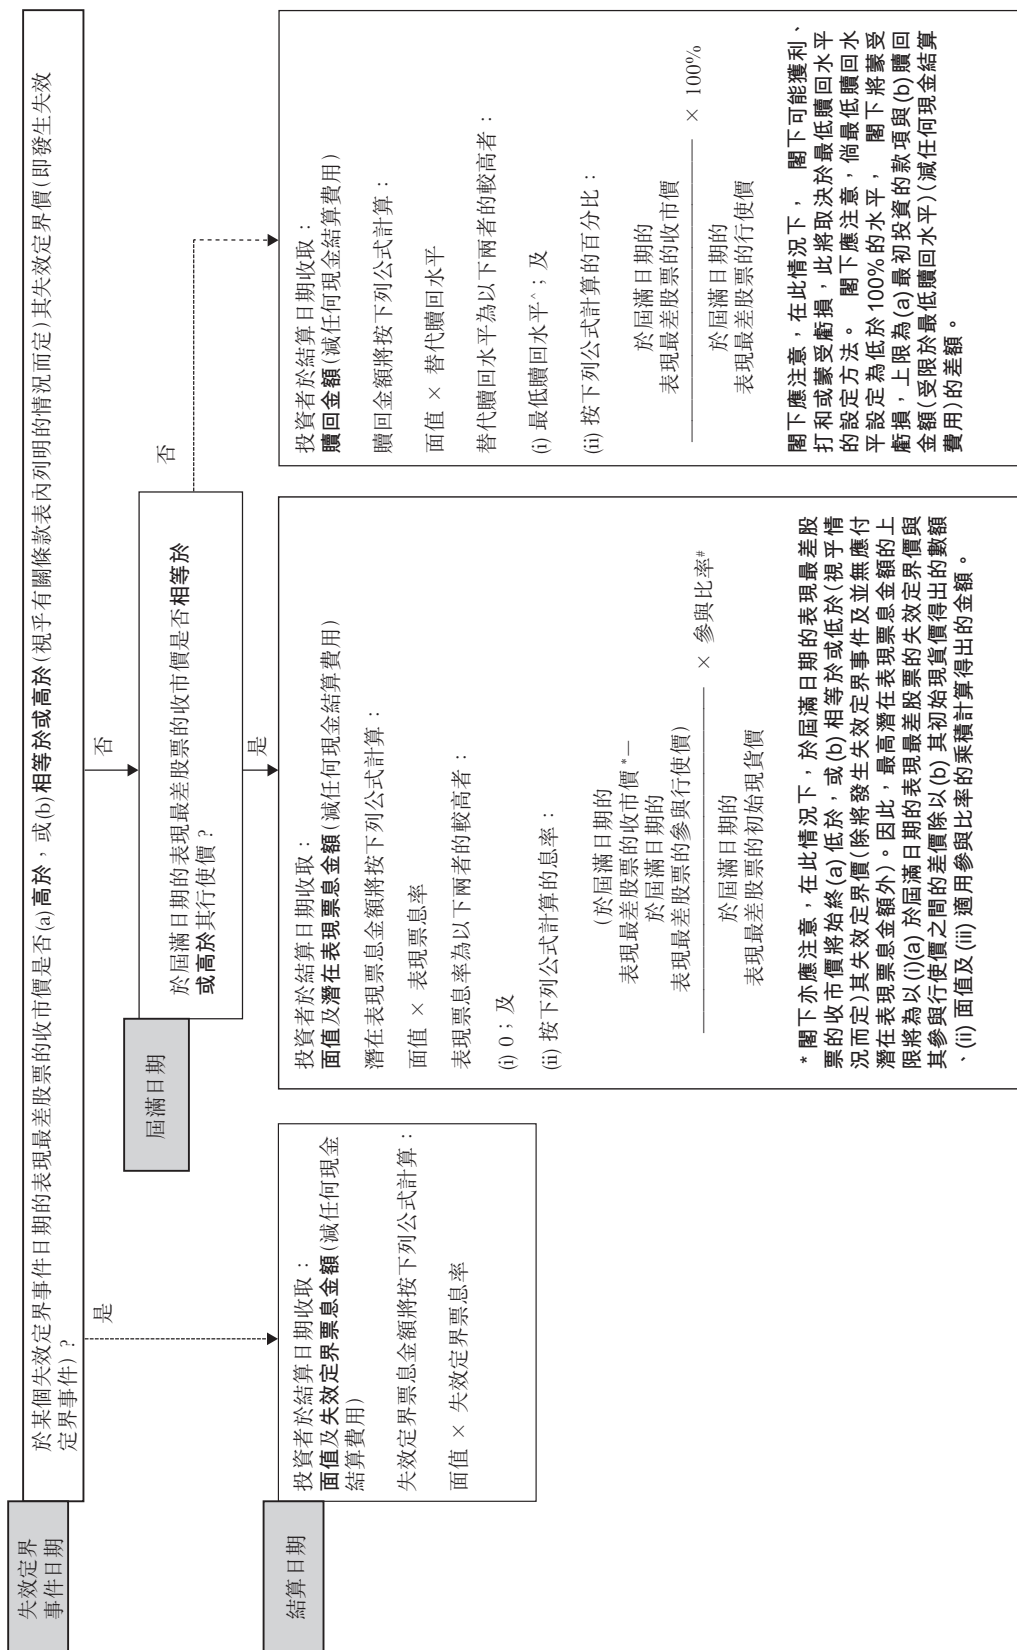 失效定界
事件日期
於某個失效定界事件日期的表現最差股票的收市價是否(a)高於，或(b)相等於或高於(視乎有關條款表內列明的情況而定)其失效定界價(即發生失效
定界事件)？
是
否
屆滿日期
於屆滿日期的表現最差股票的收市價是否相等於
或高於其行使價？
是
否
結算日期
投資者於結算日期收取：
面值及失效定界票息金額(減任何現金
結算費用)
失效定界票息金額將按下列公式計算：
面值 × 失效定界票息率
投資者於結算日期收取：
面值及潛在表現票息金額(減任何現金結算費用)
潛在表現票息金額將按下列公式計算：
面值 × 表現票息率
表現票息率為以下兩者的較高者：
(i) 0；及
(ii) 按下列公式計算的息率：
(於屆滿日期的
表現最差股票的收市價*—
於屆滿日期的
表現最差股票的參與行使價)
× 參與比率#
於屆滿日期的
表現最差股票的初始現貨價
*閣下亦應注意，在此情況下，於屆滿日期的表現最差股
票的收市價將始終(a)低於，或(b)相等於或低於(視乎情
況而定)其失效定界價(除將發生失效定界事件及並無應付
潛在表現票息金額外)。因此，最高潛在表現票息金額的上
限將為以(i)(a)於屆滿日期的表現最差股票的失效定界價與
其參與行使價之間的差價除以(b)其初始現貨價得出的數額
、(ii)面值及(iii)適用參與比率的乘積計算得出的金額。
投資者於結算日期收取：
贖回金額(減任何現金結算費用)
贖回金額將按下列公式計算：
面值 × 替代贖回水平
替代贖回水平為以下兩者的較高者：
(i) 最低贖回水平^；及
(ii) 按下列公式計算的百分比：
於屆滿日期的
表現最差股票的收市價
× 100%
於屆滿日期的
表現最差股票的行使價
閣下應注意，在此情況下，閣下可能獲利、
打和或蒙受虧損，此將取決於最低贖回水平
的設定方法。閣下應注意，倘最低贖回水
平設定為低於100%的水平，閣下將蒙受
虧損，上限為(a)最初投資的款項與(b)贖回
金額(受限於最低贖回水平)(減任何現金結算
費用)的差額。